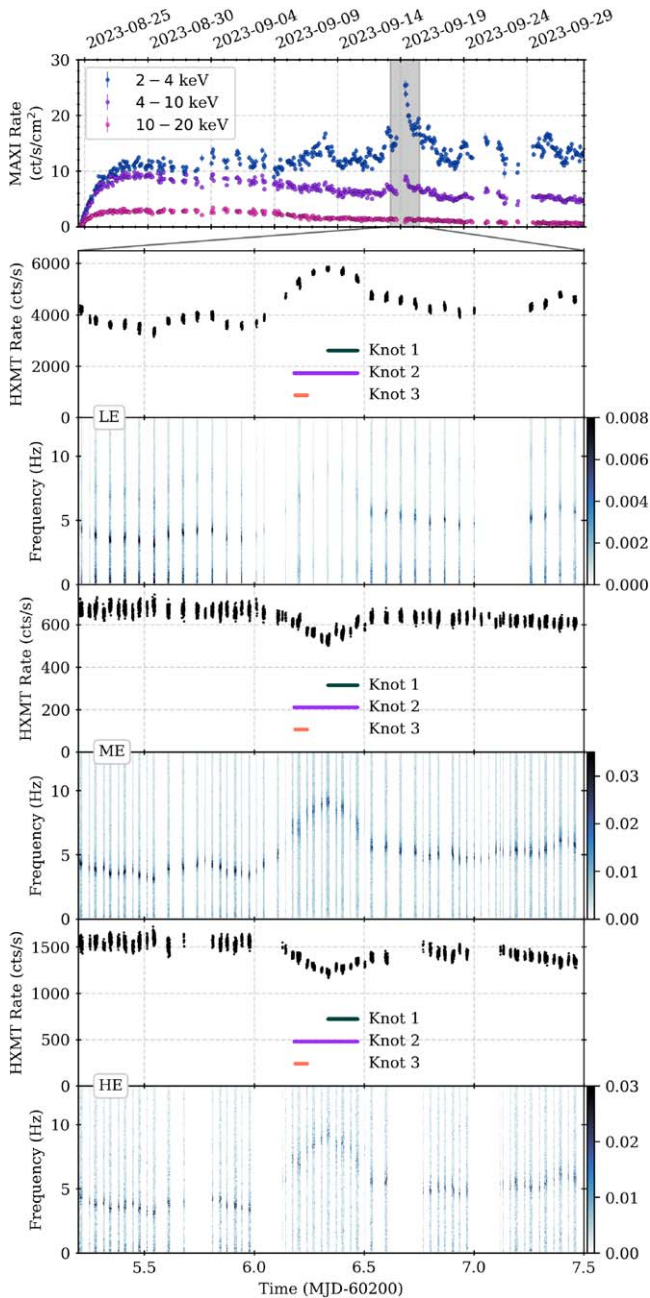 2023-08-25 2023-08-30 2023-09-04 2023-09-09 2023-09-14 2023-09-19 2023-09-24 2023-09-29
MAXI Rate
(ct/s/cm²)
30
20
10
0
2 − 4 keV
4 − 10 keV
10 − 20 keV
HXMT Rate (cts/s)
6000
4000
2000
0
Knot 1
Knot 2
Knot 3
LE
Frequency (Hz)
10
5
0
0.008
0.006
0.004
0.002
0.000
HXMT Rate (cts/s)
600
400
200
0
Knot 1
Knot 2
Knot 3
ME
Frequency (Hz)
10
5
0
0.03
0.02
0.01
0.00
HXMT Rate (cts/s)
1500
1000
500
0
Knot 1
Knot 2
Knot 3
HE
Frequency (Hz)
10
5
0
0.03
0.02
0.01
0.00
5.5 6.0 6.5 7.0 7.5
Time (MJD-60200)